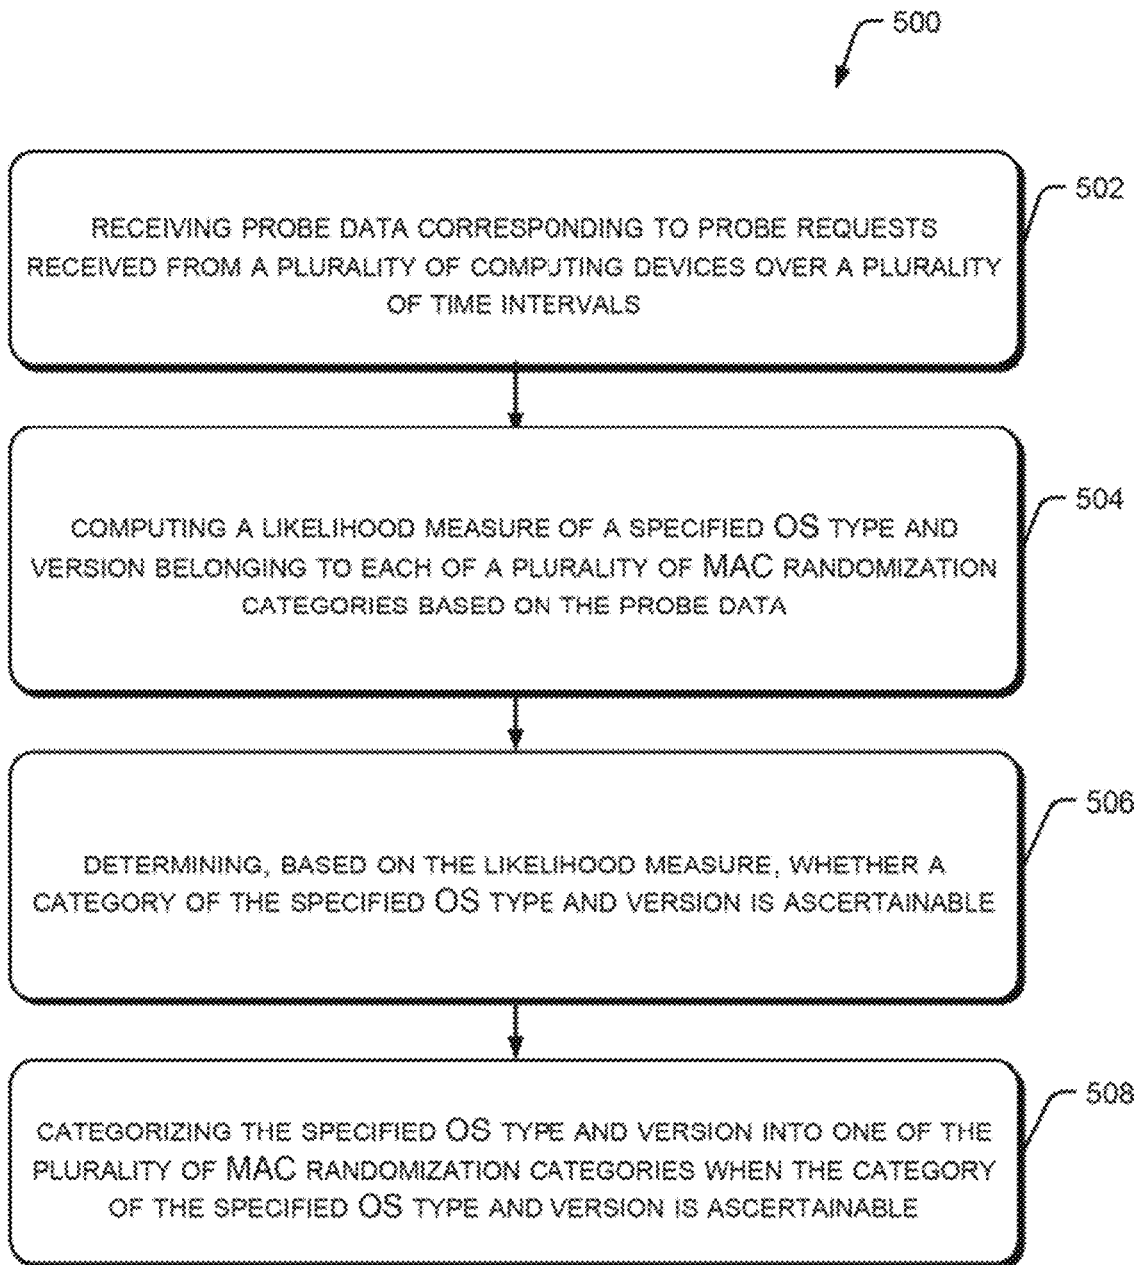 500
RECEIVING PROBE DATA CORRESPONDING TO PROBE REQUESTS
RECEIVED FROM A PLURALITY OF COMPUTING DEVICES OVER A PLURALITY
OF TIME INTERVALS
502
COMPUTING A LIKELIHOOD MEASURE OF A SPECIFIED OS TYPE AND
VERSION BELONGING TO EACH OF A PLURALITY OF MAC RANDOMIZATION
CATEGORIES BASED ON THE PROBE DATA
504
DETERMINING, BASED ON THE LIKELIHOOD MEASURE, WHETHER A
CATEGORY OF THE SPECIFIED OS TYPE AND VERSION IS ASCERTAINABLE
506
CATEGORIZING THE SPECIFIED OS TYPE AND VERSION INTO ONE OF THE
PLURALITY OF MAC RANDOMIZATION CATEGORIES WHEN THE CATEGORY
OF THE SPECIFIED OS TYPE AND VERSION IS ASCERTAINABLE
508